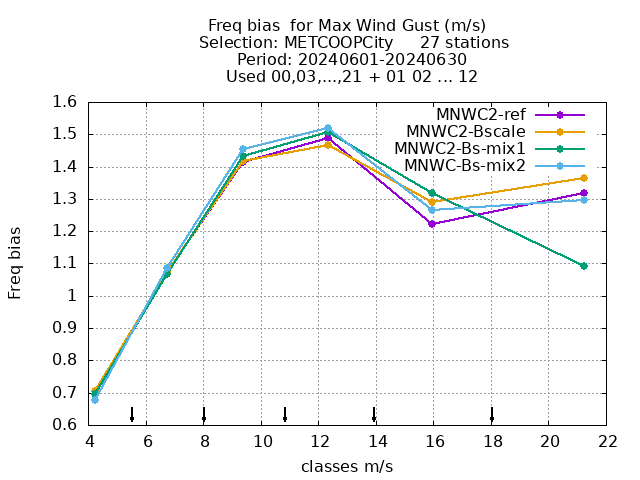 Freq bias  for Max Wind Gust (m/s)
Selection: METCOOPCity     27 stations
Period: 20240601-20240630
Used 00,03,...,21 + 01 02 ... 12
MNWC2-ref
MNWC2-Bscale
MNWC2-Bs-mix1
MNWC-Bs-mix2
Freq bias
1.6
1.5
1.4
1.3
1.2
1.1
1
0.9
0.8
0.7
0.6
4 6 8 10 12 14 16 18 20 22
classes m/s